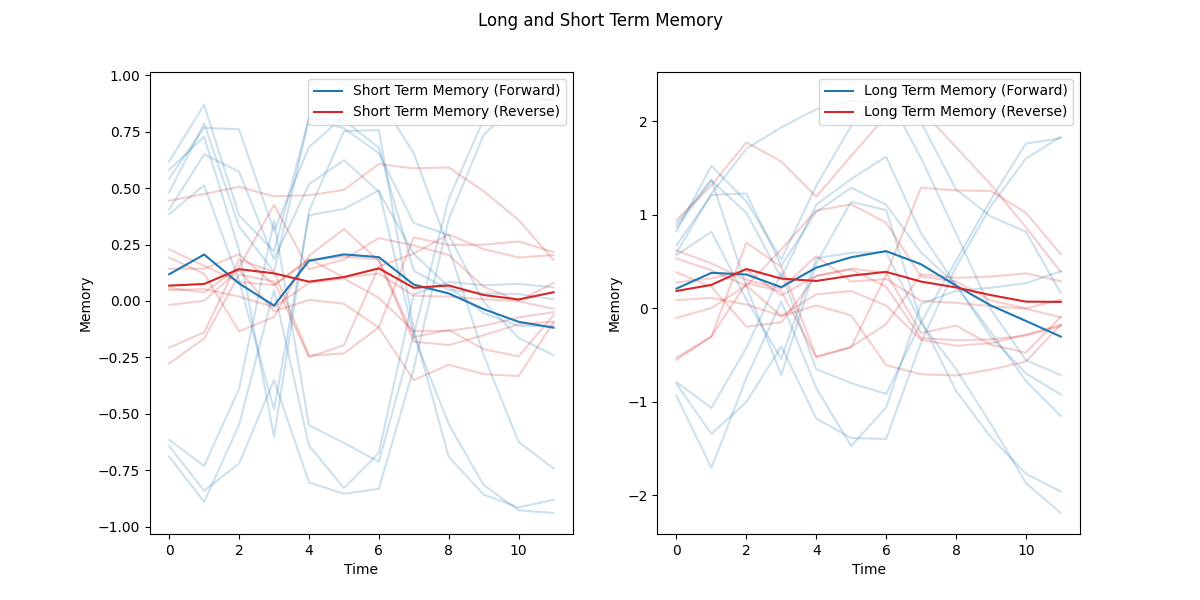 Long and Short Term Memory
Short Term Memory (Forward)
Short Term Memory (Reverse)
1.00
0.75
0.50
0.25
0.00
−0.25
−0.50
−0.75
−1.00
Memory
0 2 4 6 8 10
Time
Long Term Memory (Forward)
Long Term Memory (Reverse)
2
1
0
−1
−2
Memory
0 2 4 6 8 10
Time